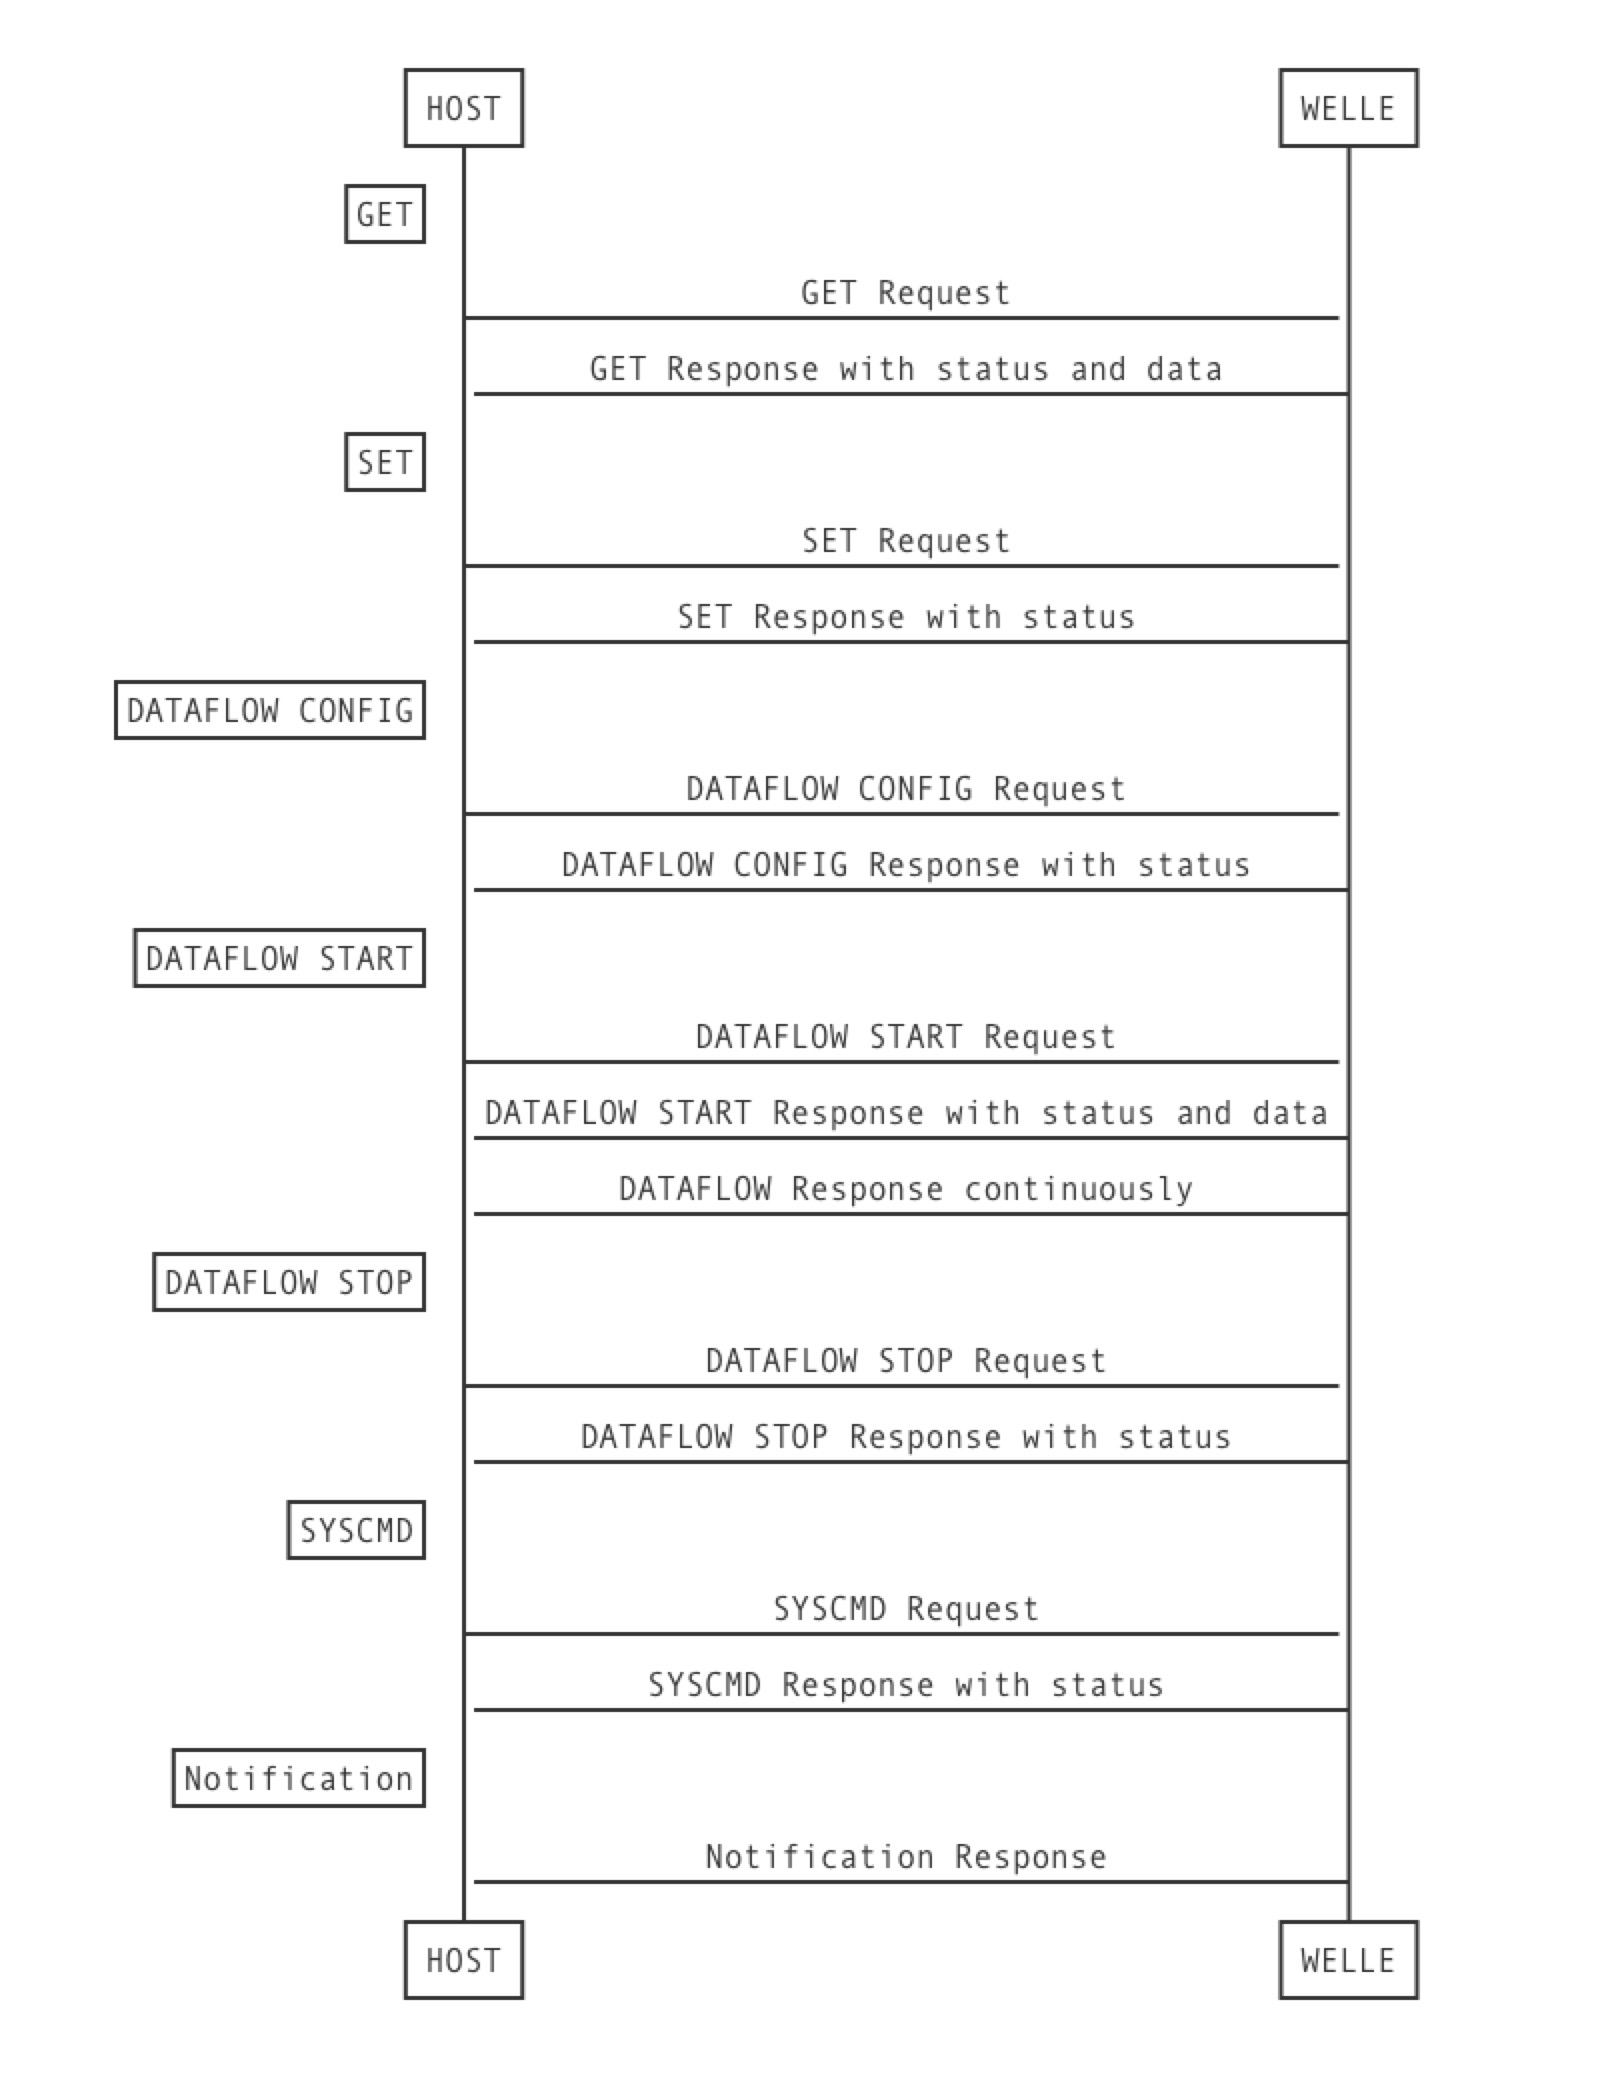 HOST
WELLE
GET
GET Request
GET Response with status and data
SET
SET Request
SET Response with status
DATAFLOW CONFIG
DATAFLOW CONFIG Request
DATAFLOW CONFIG Response with status
DATAFLOW START
DATAFLOW START Request
DATAFLOW START Response with status and data
DATAFLOW Response continuously
DATAFLOW STOP
DATAFLOW STOP Request
DATAFLOW STOP Response with status
SYSCMD
SYSCMD Request
SYSCMD Response with status
Notification
Notification Response
HOST
WELLE